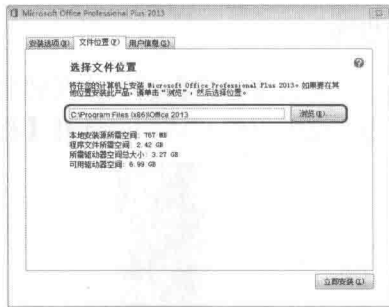 Microsoft Office Professional Plus 2013
安装选项(N) 文件位置(F) 用户信息(S)
选择文件位置
将在您的计算机上安装 Microsoft Office Professional Plus 2013。如果要在其
他位置安装此产品，请单击“浏览”，然后选择位置。
C:\Program Files (x86)\Office 2013 浏览(B)...
本地安装源所需空间: 767 MB
程序文件所需空间: 2.42 GB
所需驱动器空间总大小: 3.27 GB
可用驱动器空间: 6.99 GB
立即安装(I)